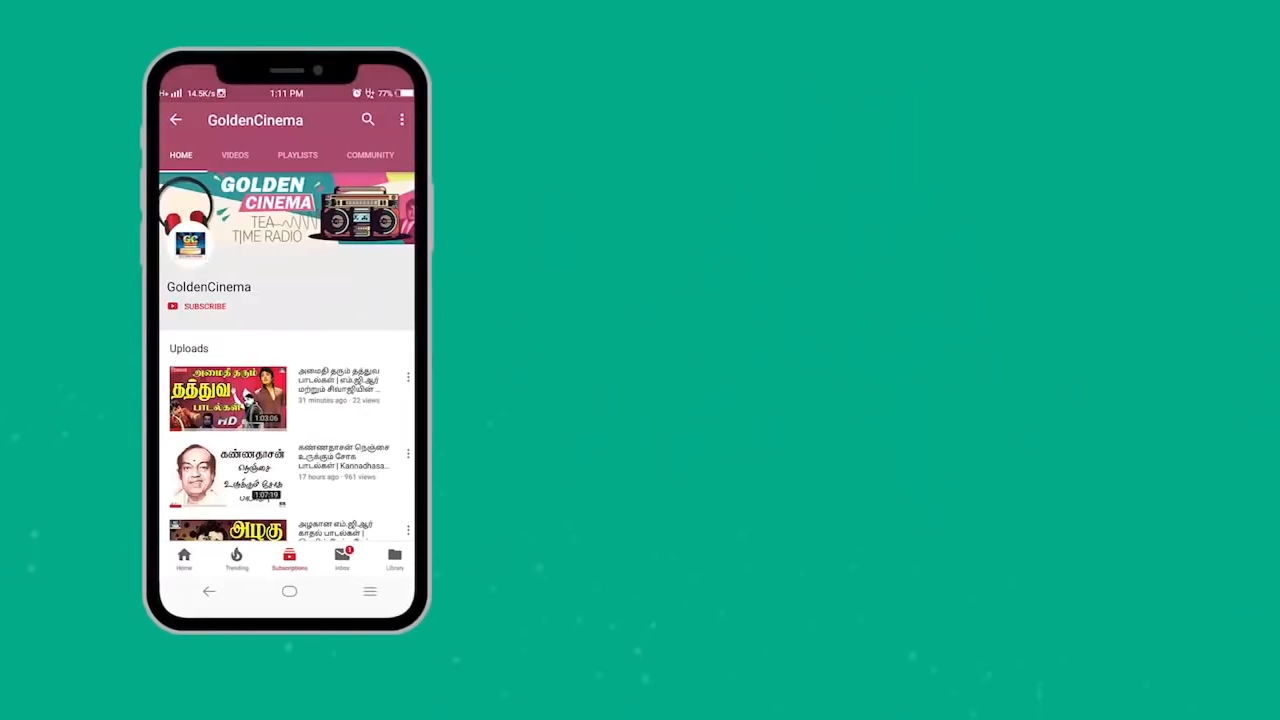 14.5K/s
1:11 PM
77%
GoldenCinema
HOME VIDEOS PLAYLISTS COMMUNITY
GOLDEN
CINEMA
TEA
TIME RADIO
GC
GoldenCinema
SUBSCRIBE
Uploads
அமைதி தரும்
தத்துவ
பாடல்கள்
HD
1:03:06
அமைதி தரும் தத்துவ
பாடல்கள் | எம்.ஜி.ஆர்
மற்றும் சிவாஜியின் ...
31 minutes ago · 22 views
கண்ணதாசன்
நெஞ்சை
உருக்கும் சோக
1:07:19
கண்ணதாசன் நெஞ்சை
உருக்கும் சோக
பாடல்கள் | Kannadhasa...
17 hours ago · 961 views
அழகு
அழகான எம்.ஜி.ஆர்
காதல் பாடல்கள் |
1
Home Trending Subscriptions Inbox Library